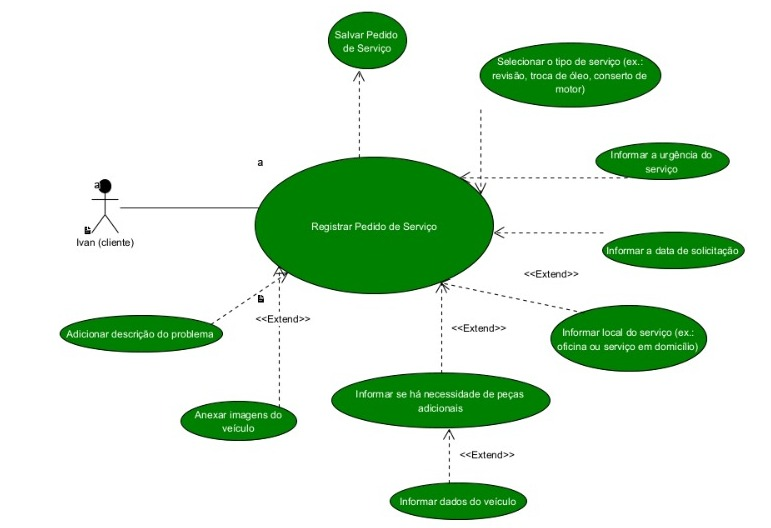 Salvar Pedido
de Serviço
Selecionar o tipo de serviço (ex.:
revisão, troca de óleo, conserto de
motor)
a
Informar a urgência do
serviço
a
Registrar Pedido de Serviço
Ivan (cliente)
Informar a data de solicitação
<<Extend>>
<<Extend>>
<<Extend>>
Adicionar descrição do problema
Informar local do serviço (ex.:
oficina ou serviço em domicílio)
Informar se há necessidade de peças
adicionais
Anexar imagens do
veículo
<<Extend>>
Informar dados do veículo